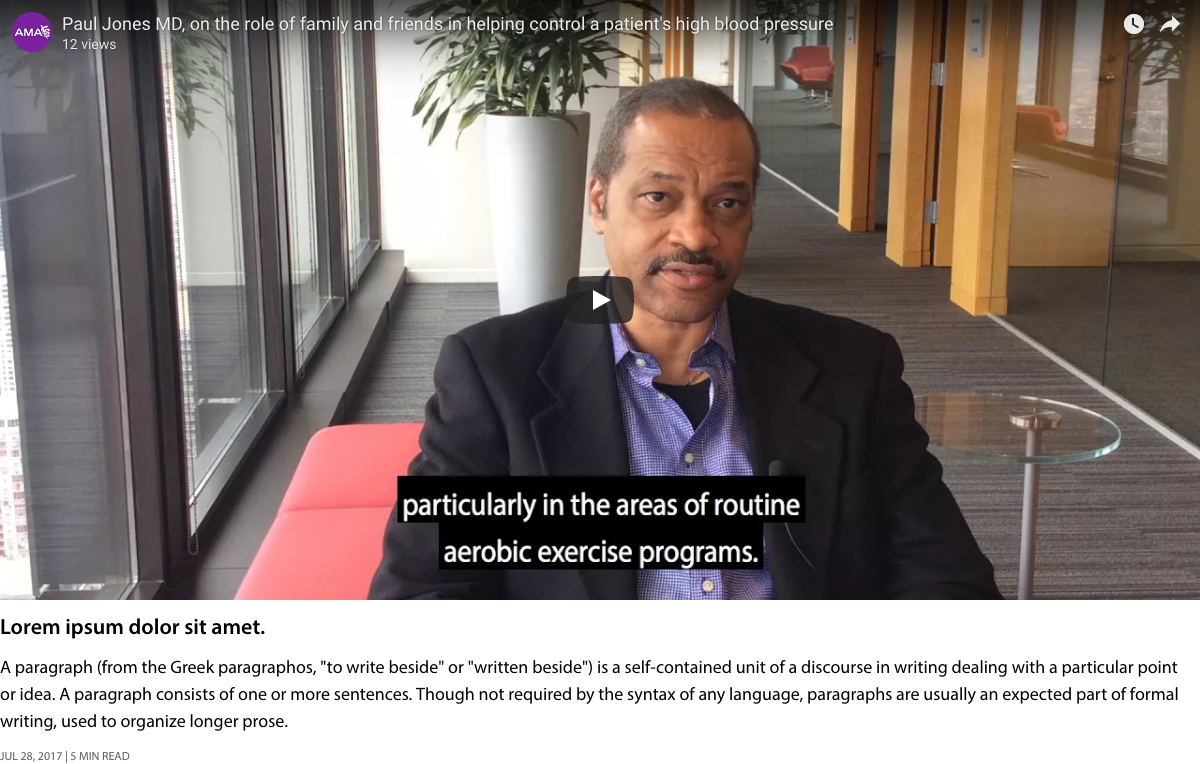 AMA
Paul Jones MD, on the role of family and friends in helping control a patient's high blood pressure
12 views
particularly in the areas of routine
aerobic exercise programs.
Lorem ipsum dolor sit amet.
A paragraph (from the Greek paragraphos, "to write beside" or "written beside") is a self-contained unit of a discourse in writing dealing with a particular point
or idea. A paragraph consists of one or more sentences. Though not required by the syntax of any language, paragraphs are usually an expected part of formal
writing, used to organize longer prose.
JUL 28, 2017 | 5 MIN READ